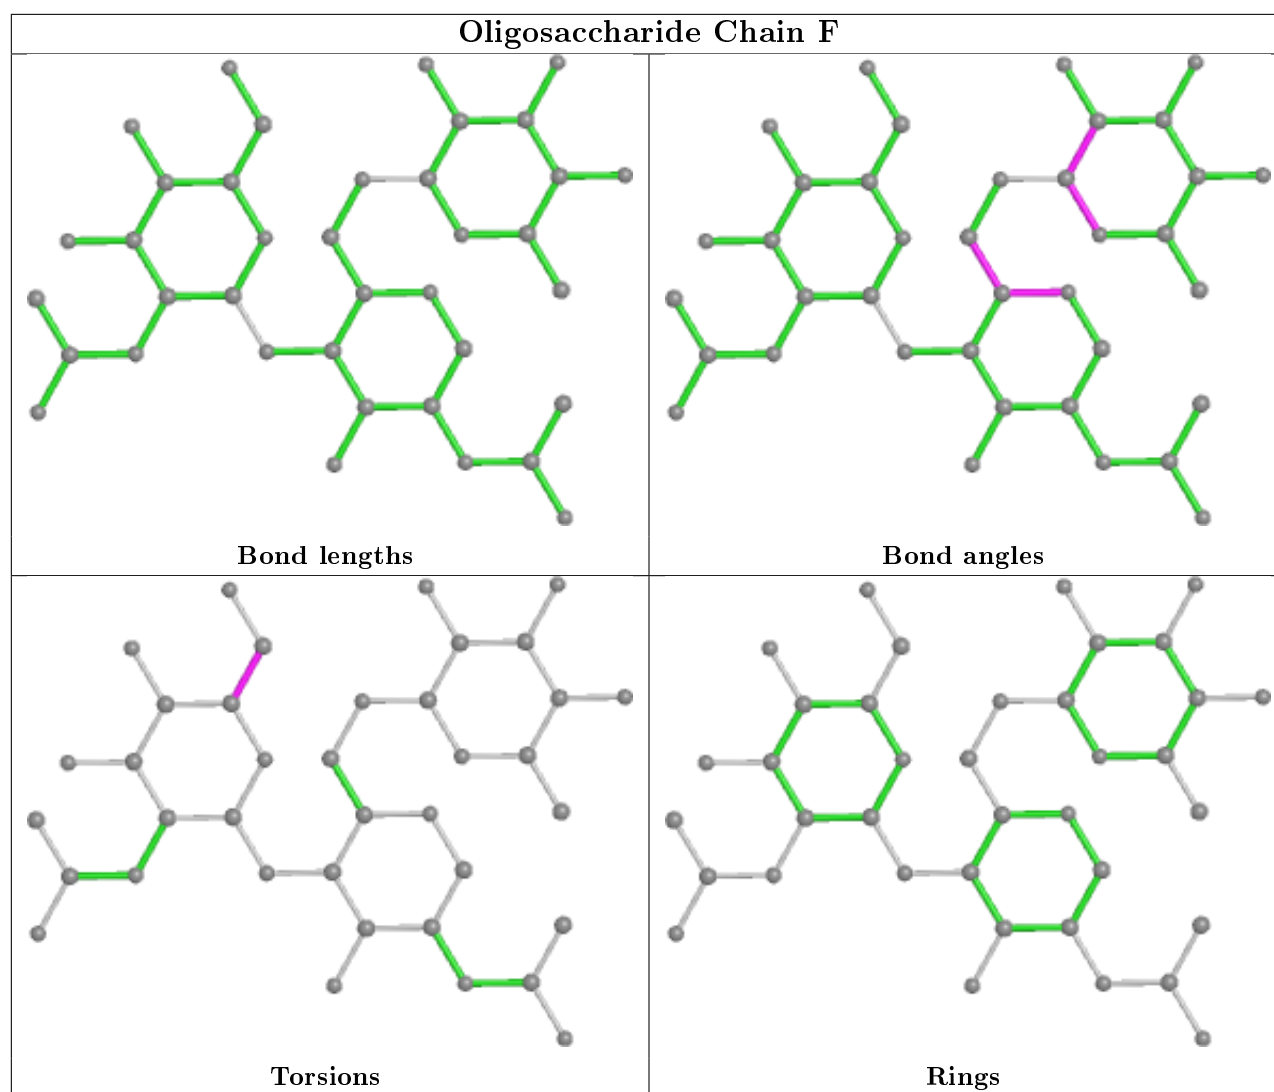 Oligosaccharide Chain F
Bond lengths
Bond angles
Torsions
Rings